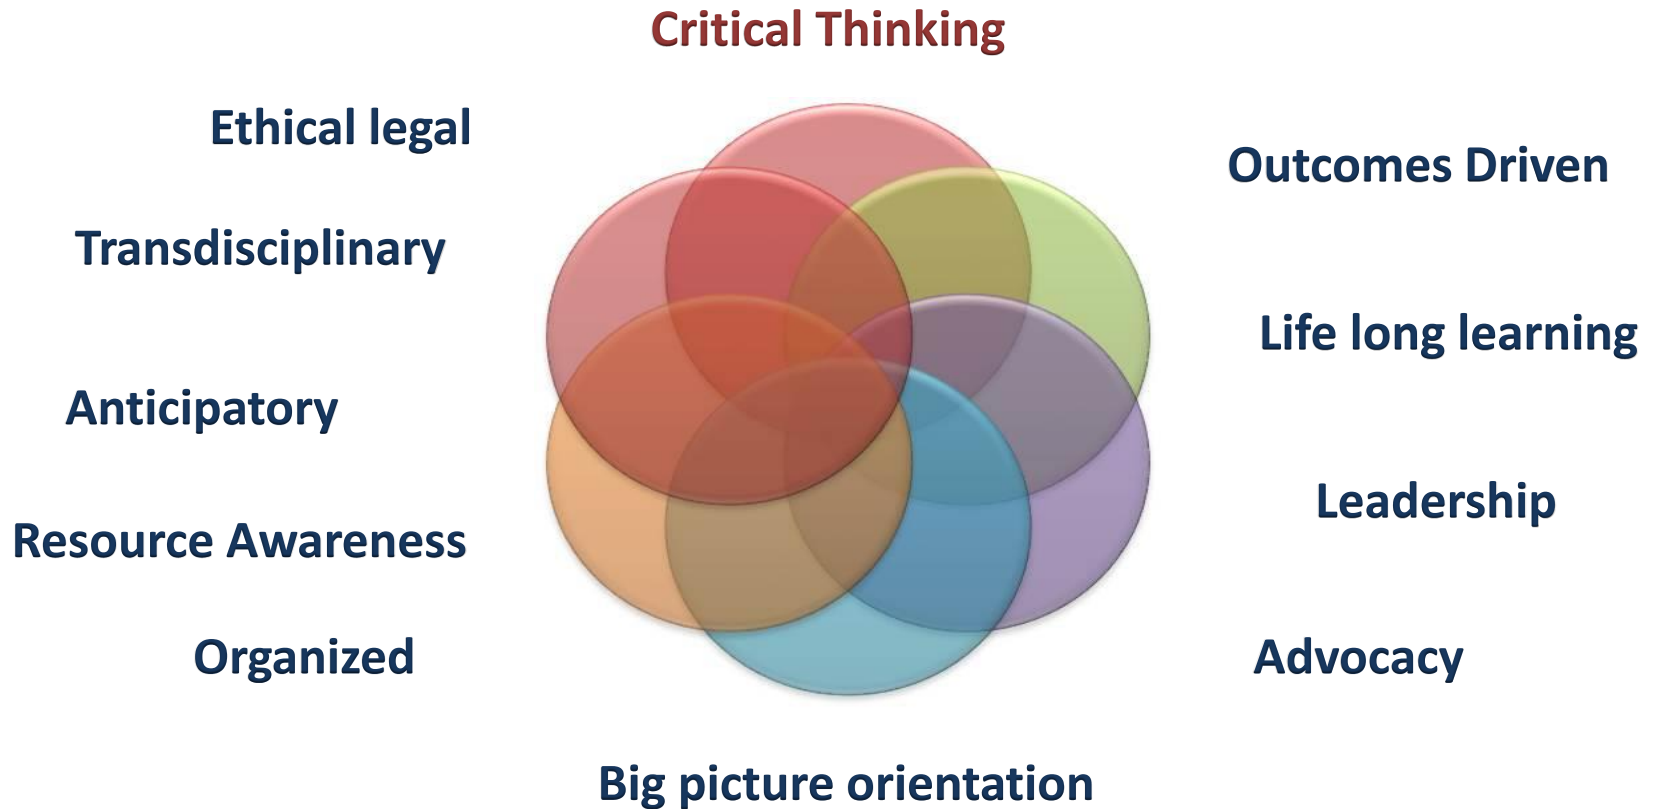 Critical Thinking
Ethical legal
Outcomes Driven
Transdisciplinary
Life long learning
Anticipatory
Leadership
Resource Awareness
Organized
Advocacy
Big picture orientation